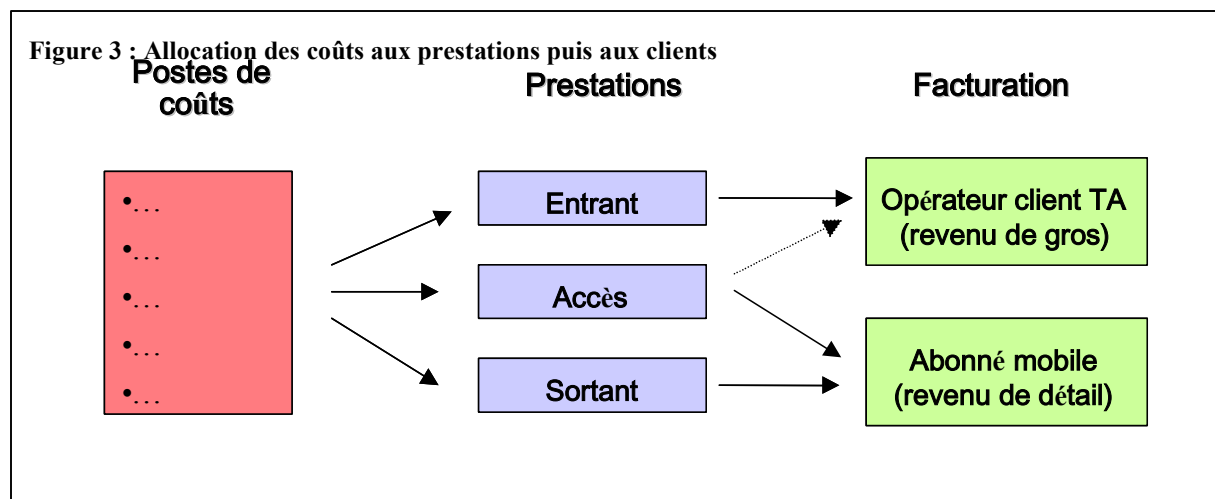 Figure 3 : Allocation des coûts aux prestations puis aux clients
Postes de
coûts
Prestations
Facturation
•…
•…
•…
•…
•…
Entrant
Accès
Sortant
Opérateur client TA
(revenu de gros)
Abonné mobile
(revenu de détail)